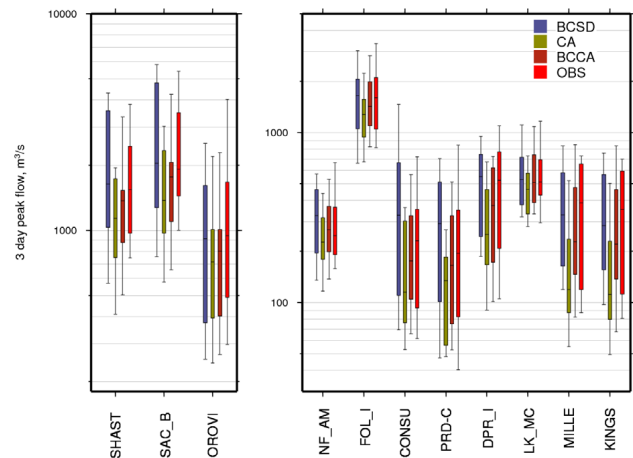 3 day peak flow, m³/s
10000
1000
1000
100
BCSD
CA
BCCA
OBS
SHAST
SAC_B
OROVI
NF_AM
FOL_I
CONSU
PRD-C
DPR_I
LK_MC
MILLE
KINGS